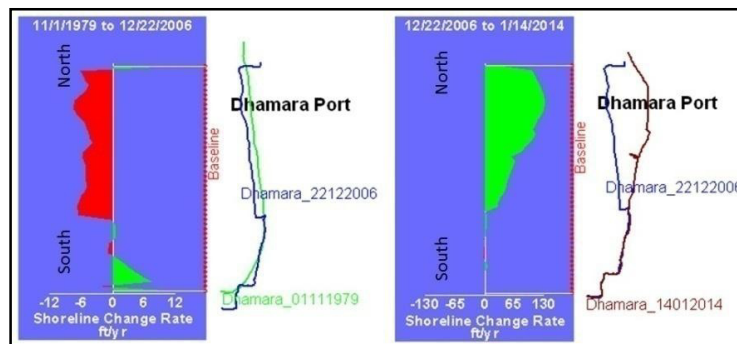 11/1/1979 to 12/22/2006
North
South
Baseline
-12 -6 0 6 12
Shoreline Change Rate
ft/yr
Dhamara Port
Dhamara_22122006
Dhamara_01111979
12/22/2006 to 1/14/2014
North
South
Baseline
-130 -65 0 65 130
Shoreline Change Rate
ft/yr
Dhamara Port
Dhamara_22122006
Dhamara_14012014